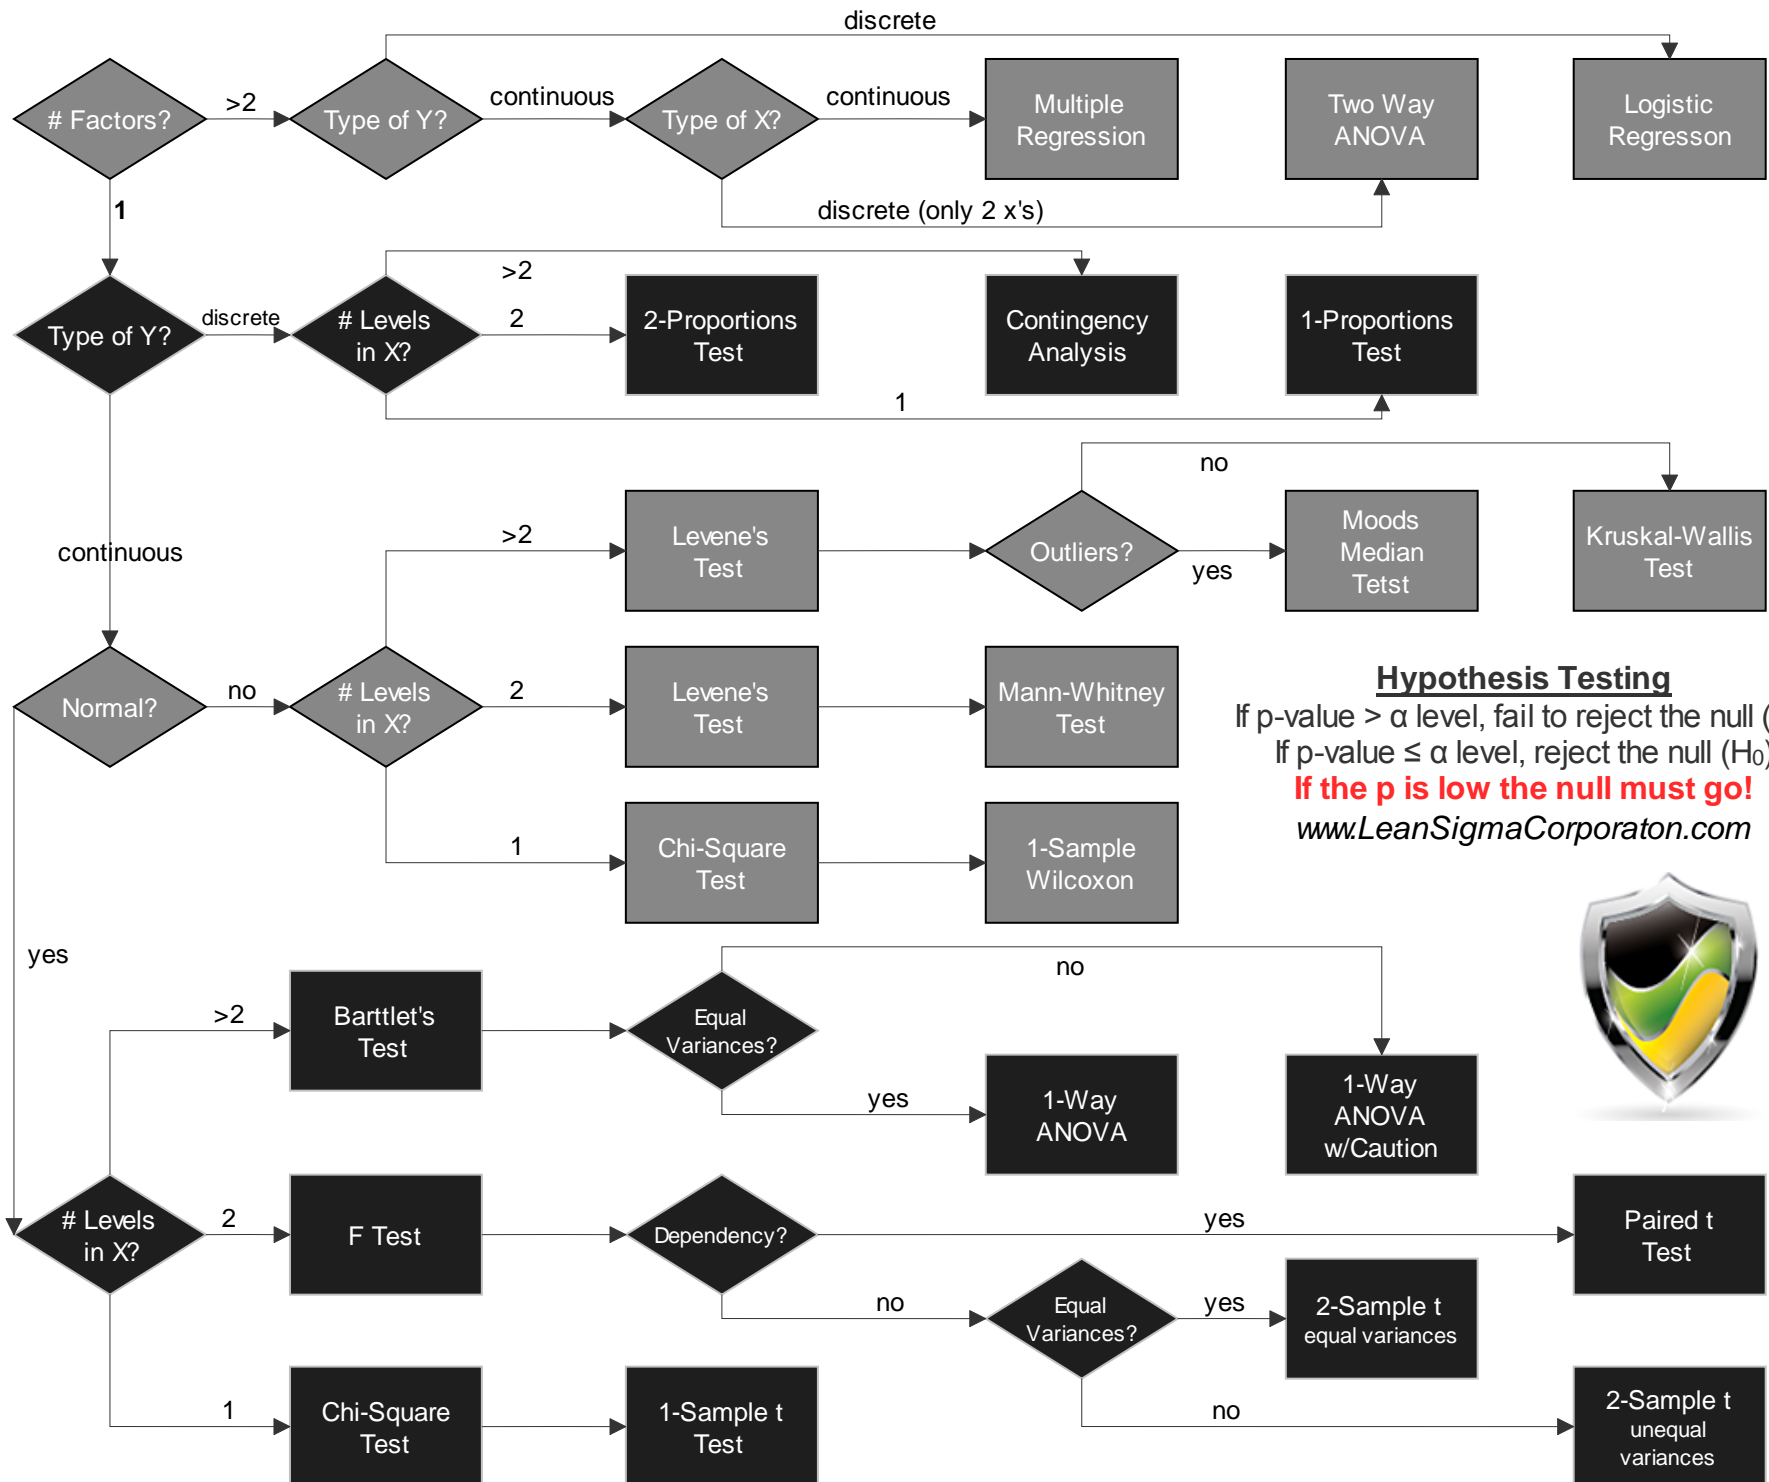 discrete
# Factors?
>2
Type of Y?
continuous
Type of X?
continuous
Multiple
Regression
Two Way
ANOVA
Logistic
Regresson
1
discrete (only 2 x's)
>2
Type of Y?
discrete
# Levels
in X?
2
2-Proportions
Test
Contingency
Analysis
1-Proportions
Test
1
continuous
no
>2
Levene's
Test
Outliers?
yes
Moods
Median
Tetst
Kruskal-Wallis
Test
Normal?
no
# Levels
in X?
2
Levene's
Test
Mann-Whitney
Test
1
Chi-Square
Test
1-Sample
Wilcoxon
Hypothesis Testing
If p-value > α level, fail to reject the null (
If p-value ≤ α level, reject the null (H₀)
If the p is low the null must go!
www.LeanSigmaCorporaton.com
yes
>2
Barttlet's
Test
Equal
Variances?
no
yes
1-Way
ANOVA
1-Way
ANOVA
w/Caution
# Levels
in X?
2
F Test
Dependency?
yes
Paired t
Test
no
Equal
Variances?
yes
2-Sample t
equal variances
1
Chi-Square
Test
1-Sample t
Test
no
2-Sample t
unequal
variances